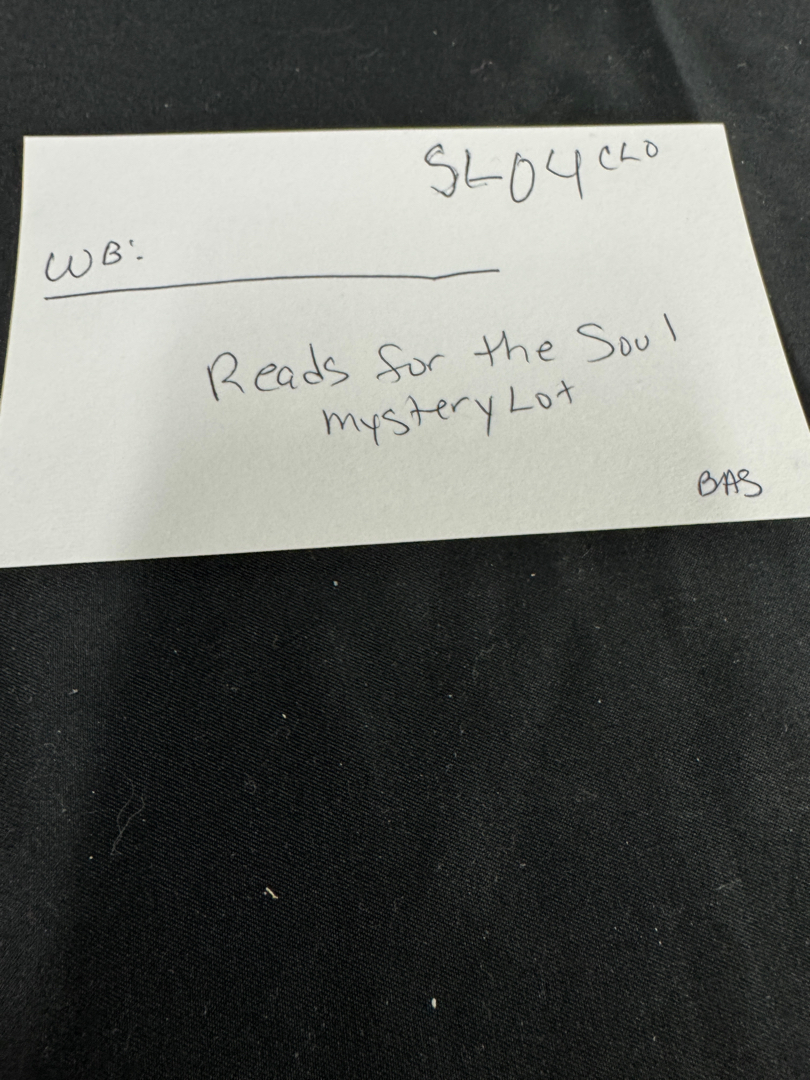 SL04 CLO
WB:
Reads for the Soul
mystery Lot
BAS